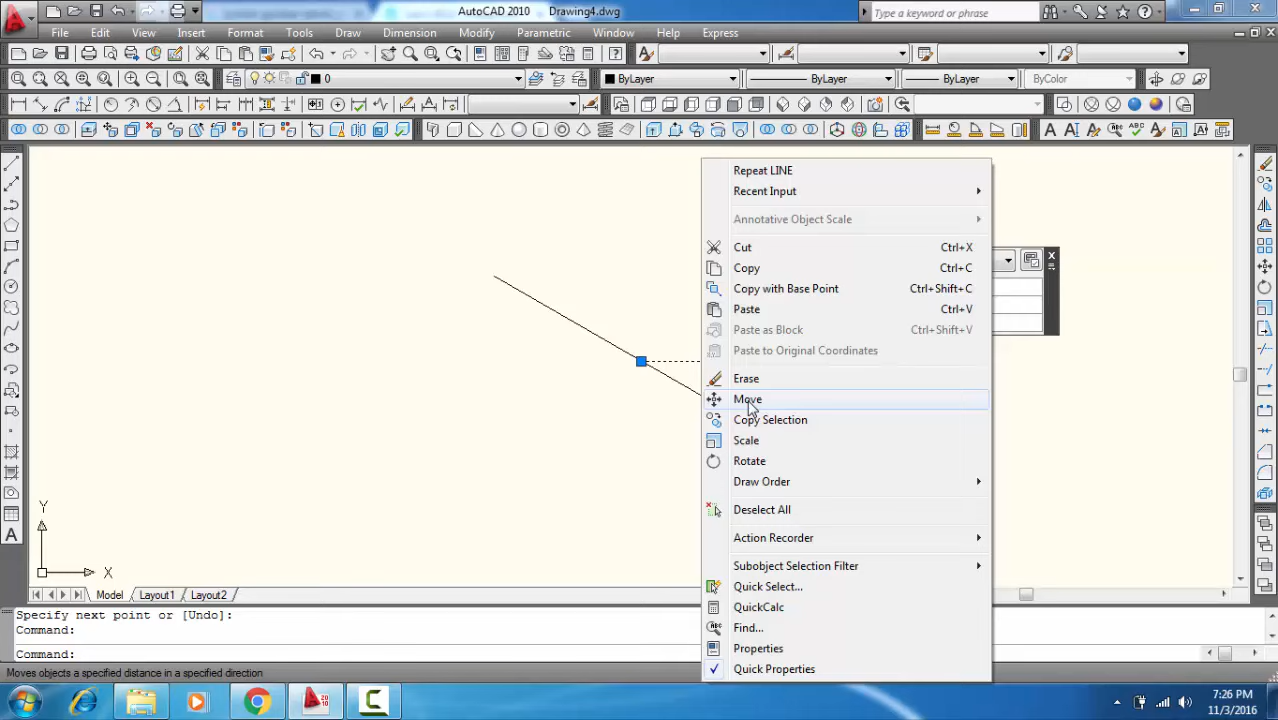 AutoCAD 2010 Drawing4.dwg
Type a keyword or phrase
File Edit View Insert Format Tools Draw Dimension Modify Parametric Window Help Express
0 ByLayer ByLayer ByLayer ByColor
Repeat LINE
Recent Input
Annotative Object Scale
Cut Ctrl+X
Copy Ctrl+C
Copy with Base Point Ctrl+Shift+C
Paste Ctrl+V
Paste as Block Ctrl+Shift+V
Paste to Original Coordinates
Erase
Move
Copy Selection
Scale
Rotate
Draw Order
Deselect All
Action Recorder
Subobject Selection Filter
Quick Select...
QuickCalc
Find...
Properties
Quick Properties
Y
X
Model Layout1 Layout2
Specify next point or [Undo]:
Command:
Command:
Moves objects a specified distance in a specified direction
7:26 PM
11/3/2016